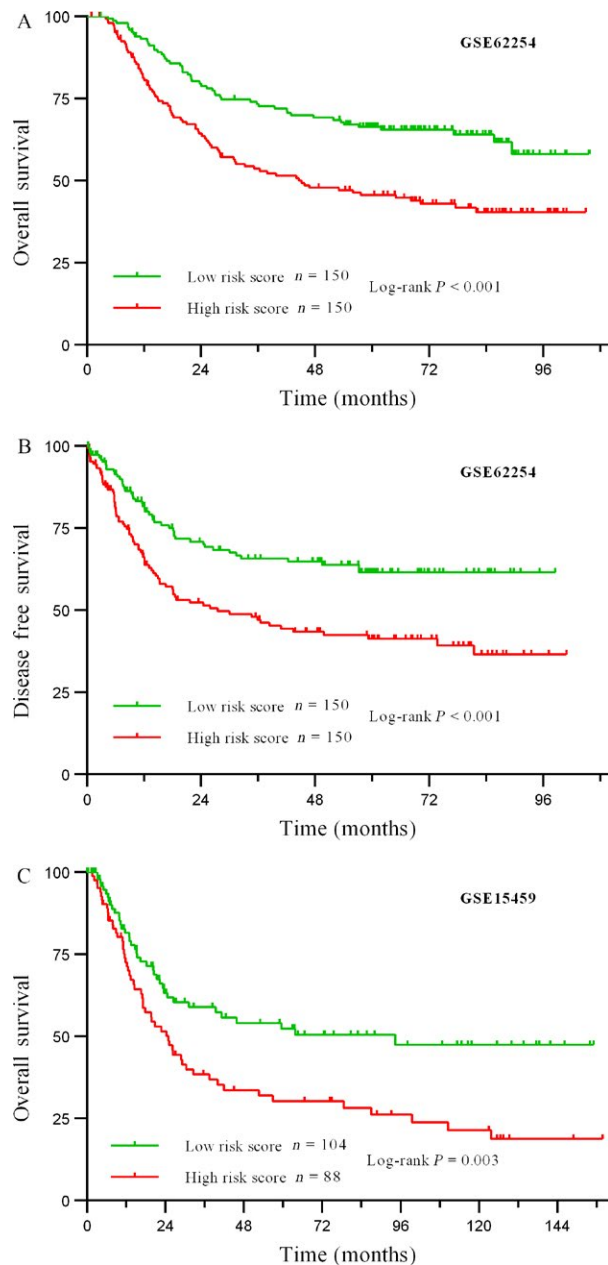 A
GSE62254
100
75
50
25
0
Overall survival
Low risk score n = 150
High risk score n = 150
Log-rank P < 0.001
0 24 48 72 96
Time (months)
B
GSE62254
100
75
50
25
0
Disease free survival
Low risk score n = 150
High risk score n = 150
Log-rank P < 0.001
0 24 48 72 96
Time (months)
C
GSE15459
100
75
50
25
0
Overall survival
Low risk score n = 104
High risk score n = 88
Log-rank P = 0.003
0 24 48 72 96 120 144
Time (months)